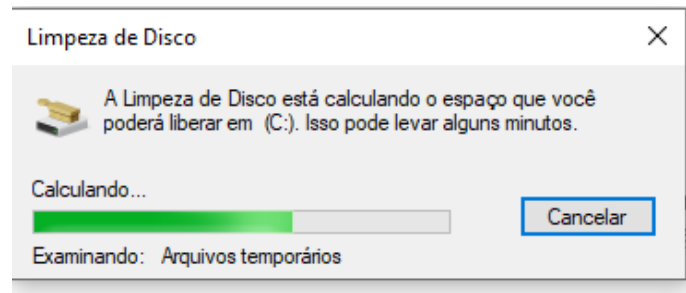 Limpeza de Disco
A Limpeza de Disco está calculando o espaço que você
poderá liberar em  (C:). Isso pode levar alguns minutos.
Calculando...
Cancelar
Examinando:   Arquivos temporários